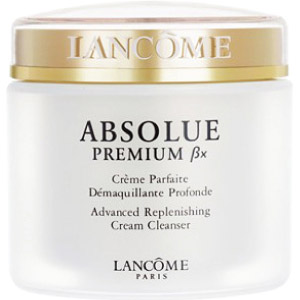 LANCÔME
ABSOLUE
PREMIUM βx
Crème Parfaite
Démaquillante Profonde
Advanced Replenishing
Cream Cleanser
LANCÔME
PARIS